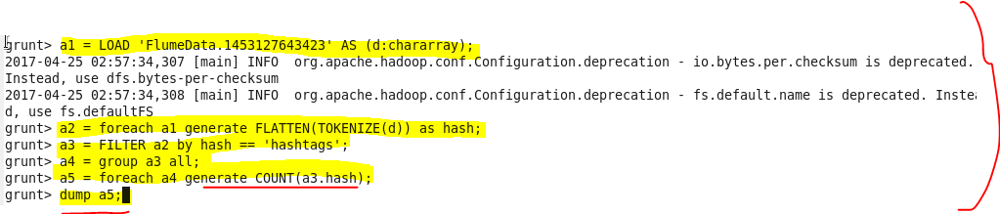 grunt> a1 = LOAD 'FlumeData.1453127643423' AS (d:chararray);
2017-04-25 02:57:34,307 [main] INFO  org.apache.hadoop.conf.Configuration.deprecation - io.bytes.per.checksum is deprecated.
Instead, use dfs.bytes-per-checksum
2017-04-25 02:57:34,308 [main] INFO  org.apache.hadoop.conf.Configuration.deprecation - fs.default.name is deprecated. Instea
d, use fs.defaultFS
grunt> a2 = foreach a1 generate FLATTEN(TOKENIZE(d)) as hash;
grunt> a3 = FILTER a2 by hash == 'hashtags';
grunt> a4 = group a3 all;
grunt> a5 = foreach a4 generate COUNT(a3.hash);
grunt> dump a5;